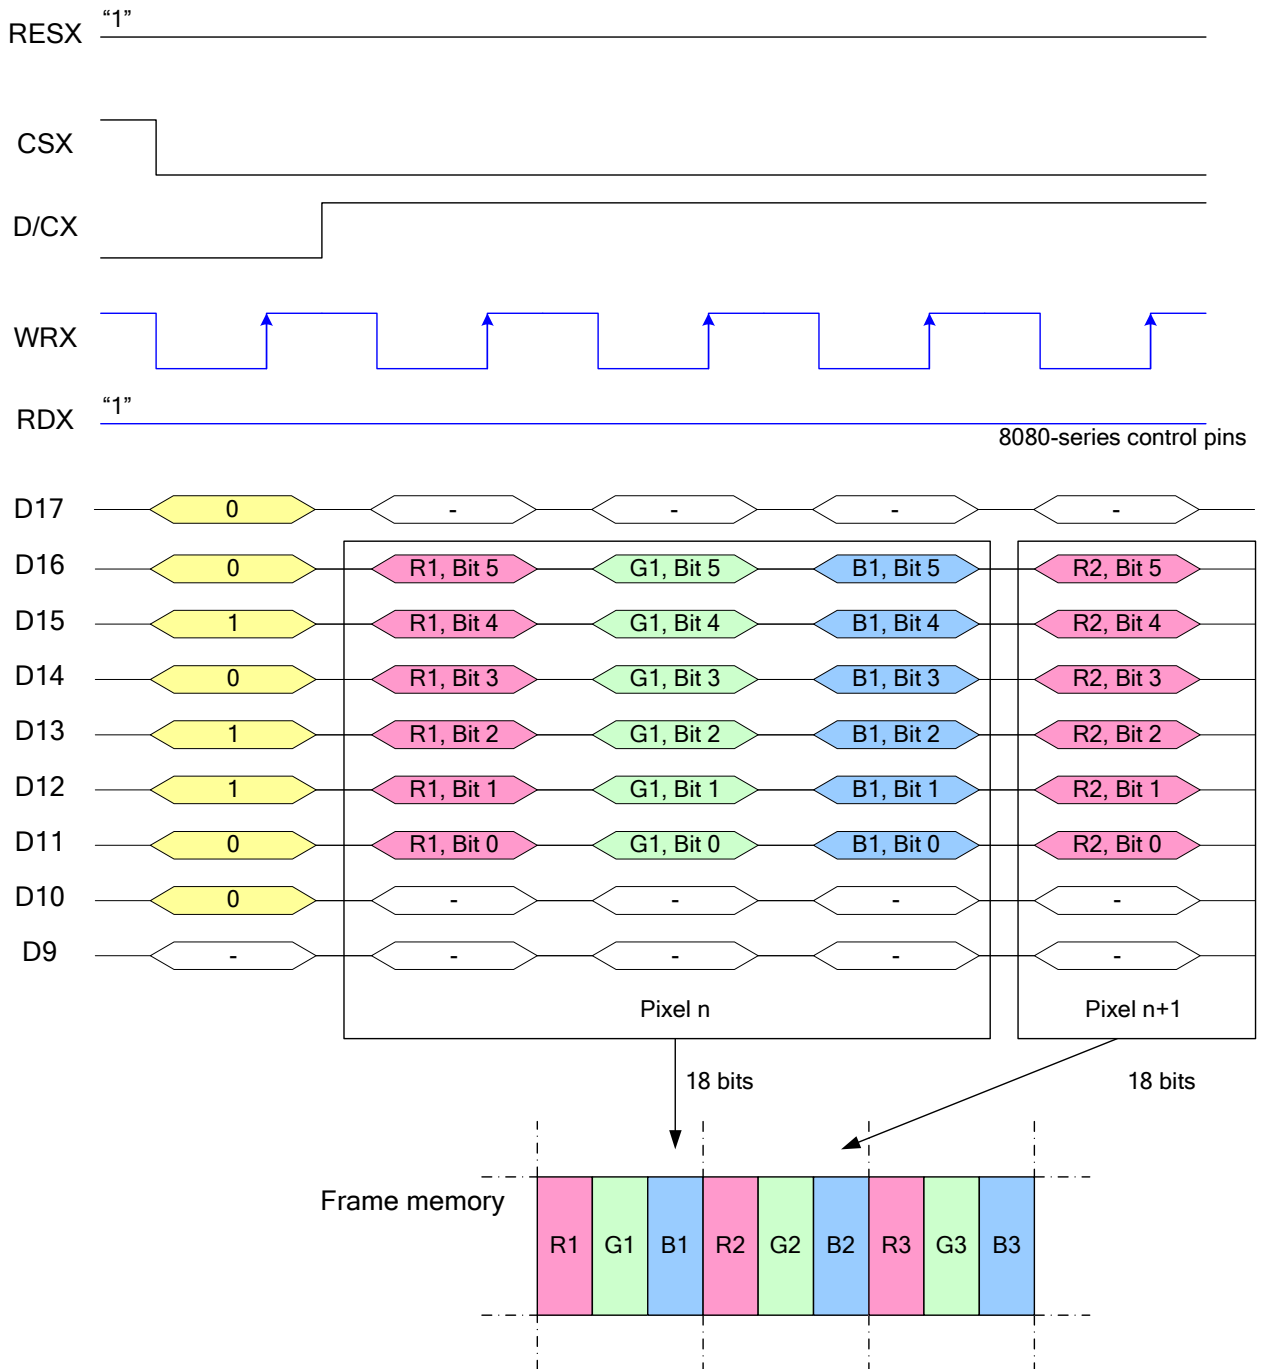 RESX “1”
CSX
D/CX
WRX
RDX “1”
8080-series control pins
D17 0 - - - -
D16 0 R1, Bit 5 G1, Bit 5 B1, Bit 5 R2, Bit 5
D15 1 R1, Bit 4 G1, Bit 4 B1, Bit 4 R2, Bit 4
D14 0 R1, Bit 3 G1, Bit 3 B1, Bit 3 R2, Bit 3
D13 1 R1, Bit 2 G1, Bit 2 B1, Bit 2 R2, Bit 2
D12 1 R1, Bit 1 G1, Bit 1 B1, Bit 1 R2, Bit 1
D11 0 R1, Bit 0 G1, Bit 0 B1, Bit 0 R2, Bit 0
D10 0 - - - -
D9 - - - - -
Pixel n Pixel n+1
18 bits 18 bits
Frame memory
R1 G1 B1 R2 G2 B2 R3 G3 B3